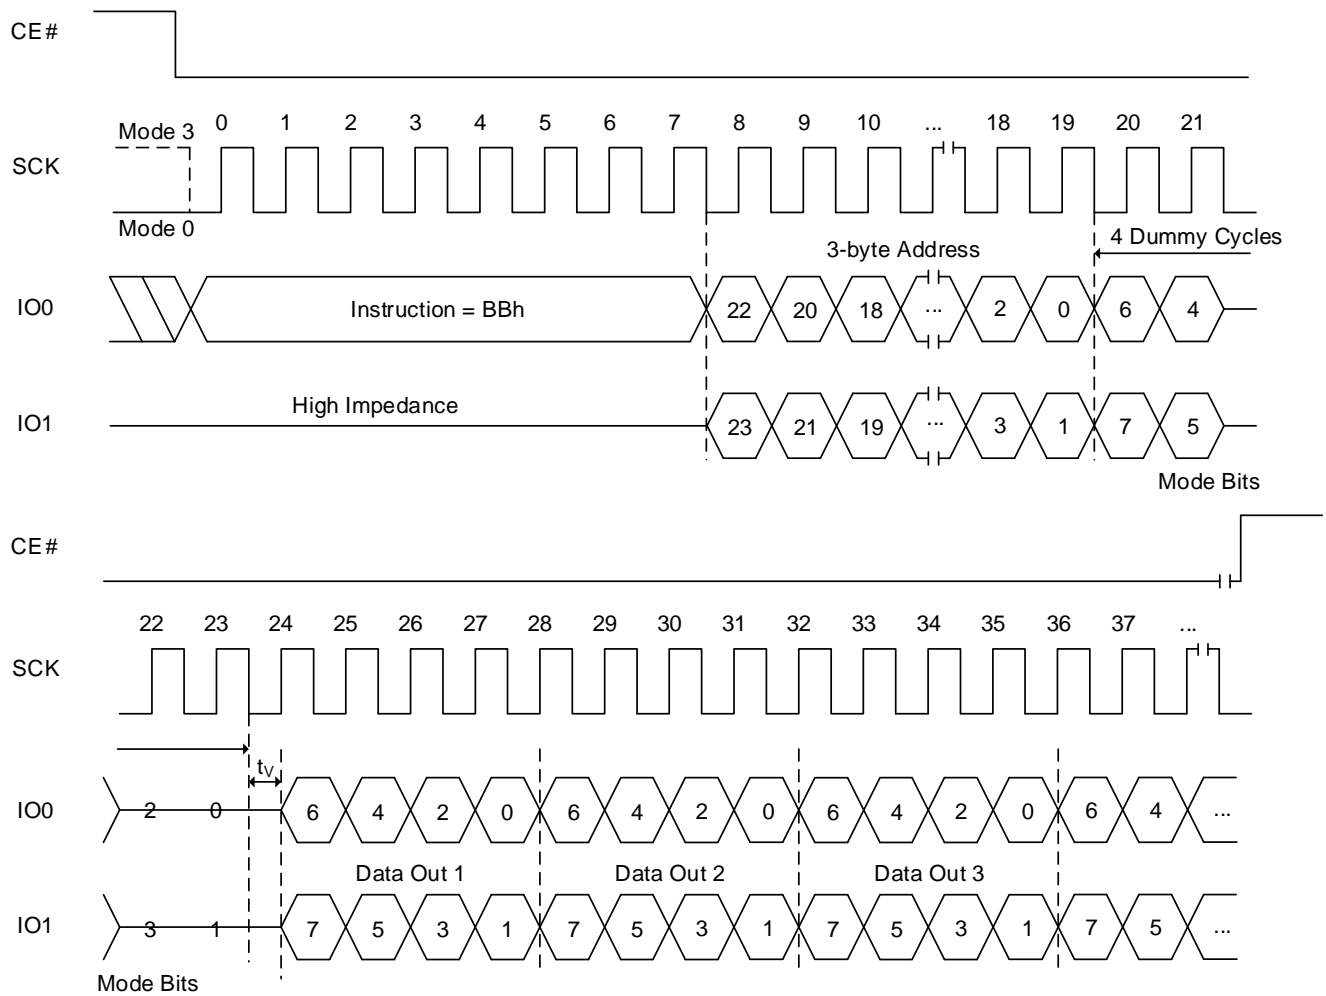 CE#
0 1 2 3 4 5 6 7 8 9 10 ... 18 19 20 21
Mode 3
SCK
Mode 0
3-byte Address
4 Dummy Cycles
IO0
Instruction = BBh
22 20 18 ... 2 0 6 4
High Impedance
IO1
23 21 19 ... 3 1 7 5
Mode Bits
CE#
22 23 24 25 26 27 28 29 30 31 32 33 34 35 36 37 ...
SCK
tV
IO0
2 0 6 4 2 0 6 4 2 0 6 4 2 0 6 4 ...
Data Out 1 Data Out 2 Data Out 3
IO1
3 1 7 5 3 1 7 5 3 1 7 5 3 1 7 5 ...
Mode Bits